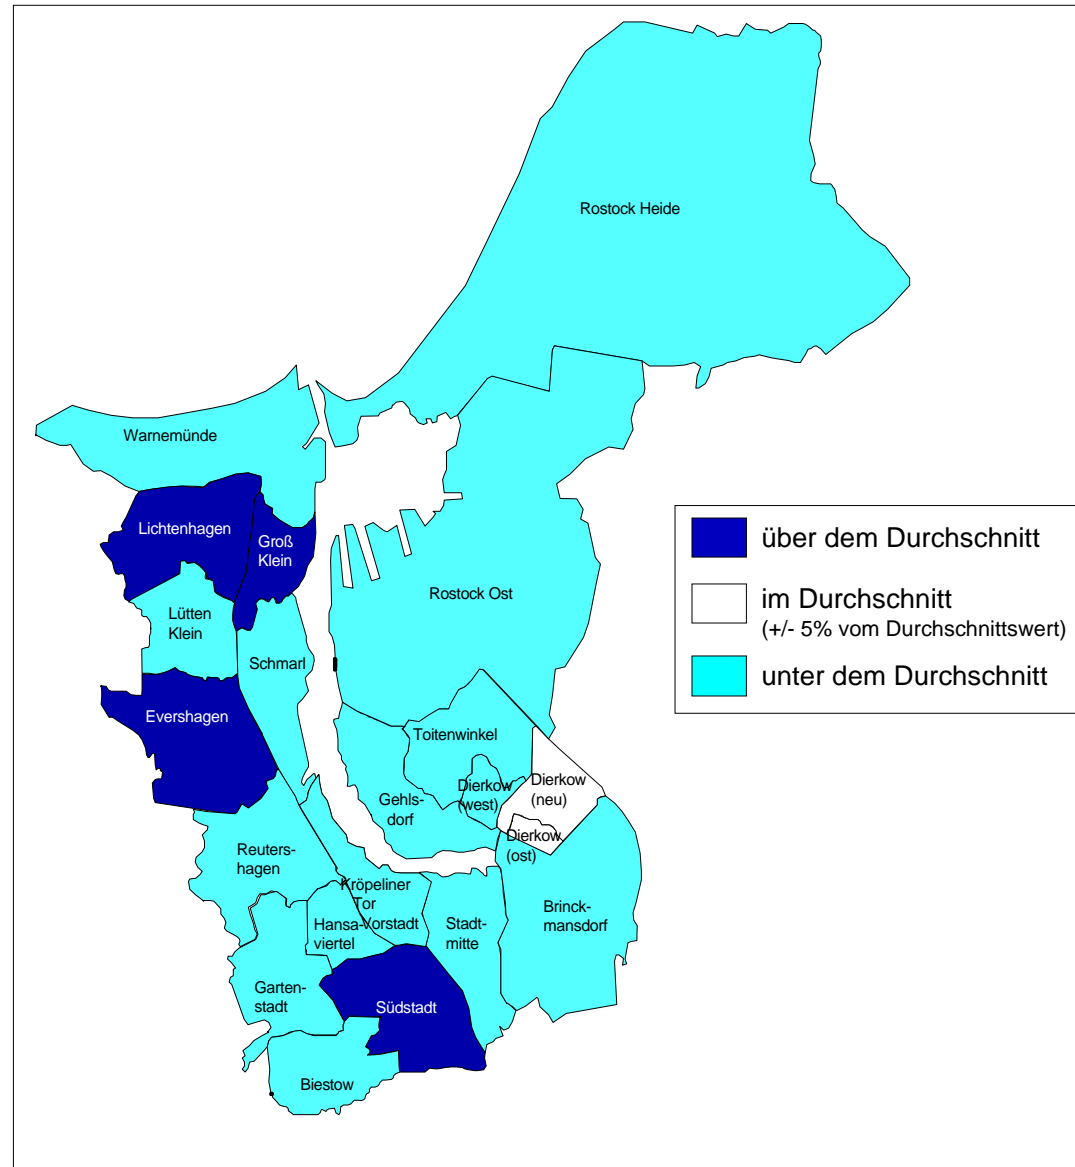 Rostock Heide
Warnemünde
Lichtenhagen
Groß
Klein
Rostock Ost
Lütten
Klein
Schmarl
Evershagen
Toitenwinkel
Dierkow
(west)
Dierkow
(neu)
Gehls-
dorf
Dierkow
(ost)
Reuters-
hagen
Kröpeliner
Tor
Vorstadt
Hansa-
viertel
Stadt-
mitte
Brinck-
mansdorf
Garten-
stadt
Südstadt
Biestow
über dem Durchschnitt
im Durchschnitt
(+/- 5% vom Durchschnittswert)
unter dem Durchschnitt